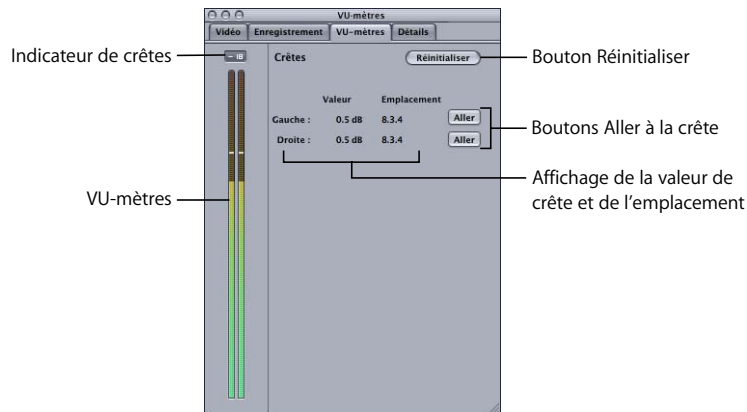 VU-mètres
Vidéo Enregistrement VU-mètres Détails
Indicateur de crêtes
- 18
Crêtes
Réinitialiser
Bouton Réinitialiser
Valeur Emplacement
Gauche : 0.5 dB 8.3.4 Aller
Droite : 0.5 dB 8.3.4 Aller
Boutons Aller à la crête
Affichage de la valeur de
crête et de l'emplacement
VU-mètres